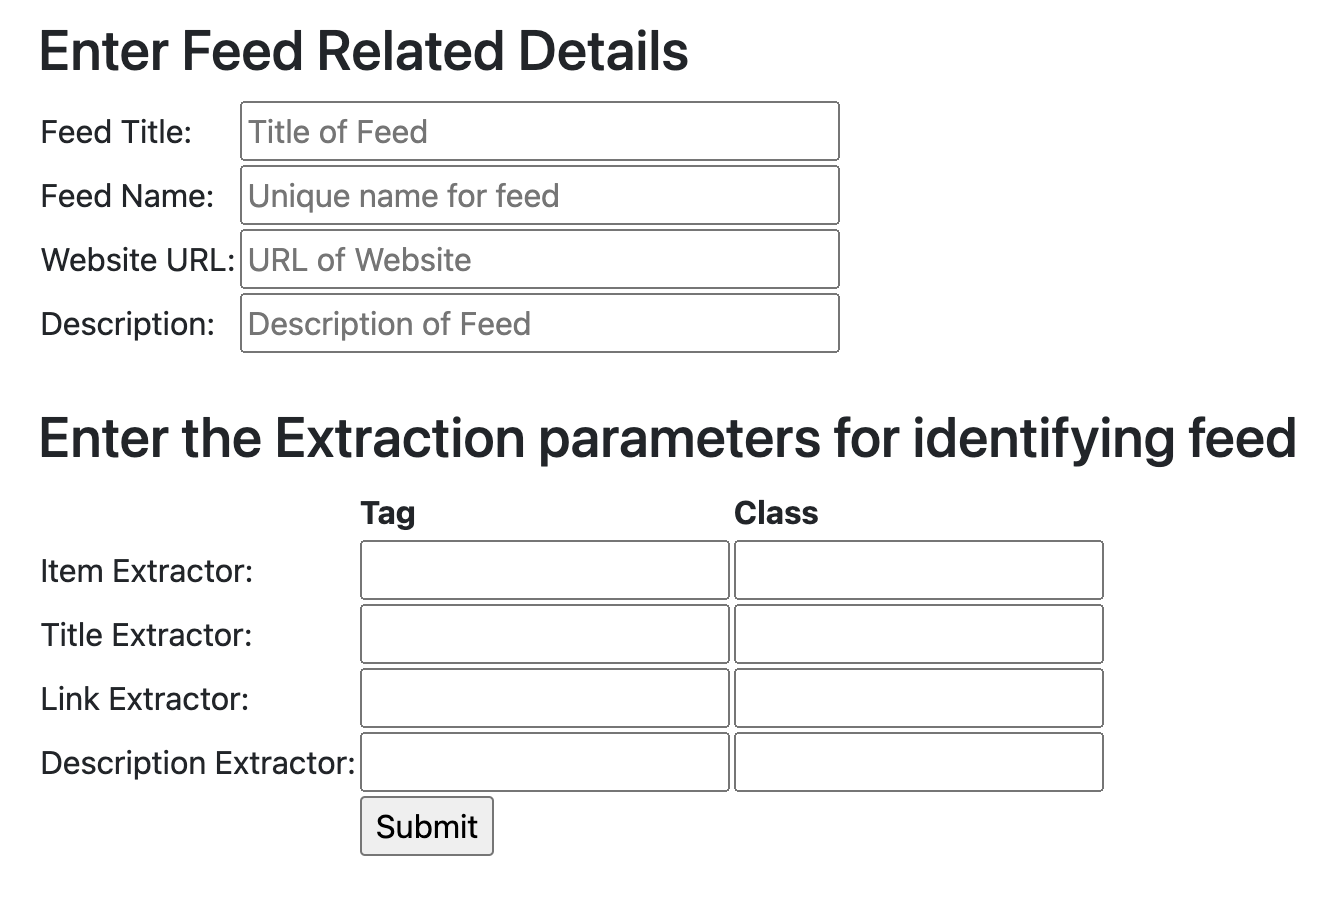 Enter Feed Related Details
Feed Title: Title of Feed
Feed Name: Unique name for feed
Website URL: URL of Website
Description: Description of Feed
Enter the Extraction parameters for identifying feed
Tag Class
Item Extractor:
Title Extractor:
Link Extractor:
Description Extractor:
Submit